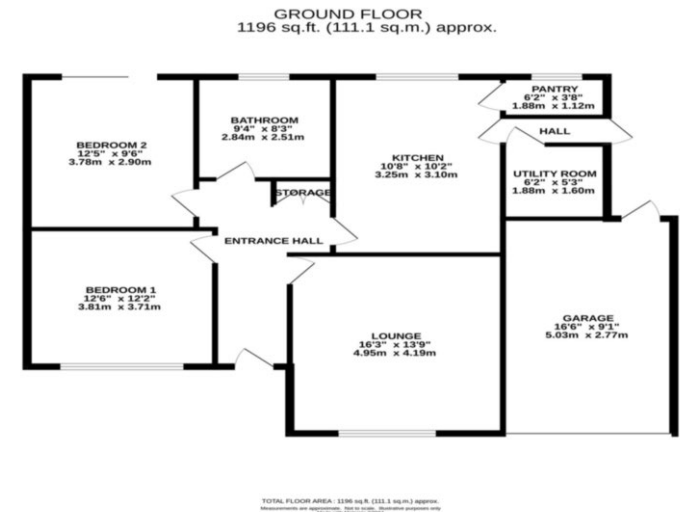 GROUND FLOOR
1196 sq.ft. (111.1 sq.m.) approx.
PANTRY
6'2" x 3'8"
1.88m x 1.12m
BATHROOM
9'4" x 8'3"
2.84m x 2.51m
HALL
BEDROOM 2
12'5" x 9'6"
3.78m x 2.90m
KITCHEN
10'8" x 10'2"
3.25m x 3.10m
UTILITY ROOM
6'2" x 5'3"
1.88m x 1.60m
STORAGE
ENTRANCE HALL
BEDROOM 1
12'6" x 12'2"
3.81m x 3.71m
GARAGE
16'6" x 9'1"
5.03m x 2.77m
LOUNGE
16'3" x 13'9"
4.95m x 4.19m
TOTAL FLOOR AREA : 1196 sq.ft. (111.1 sq.m.) approx.
Measurements are approximate. Not to scale. Illustrative purposes only